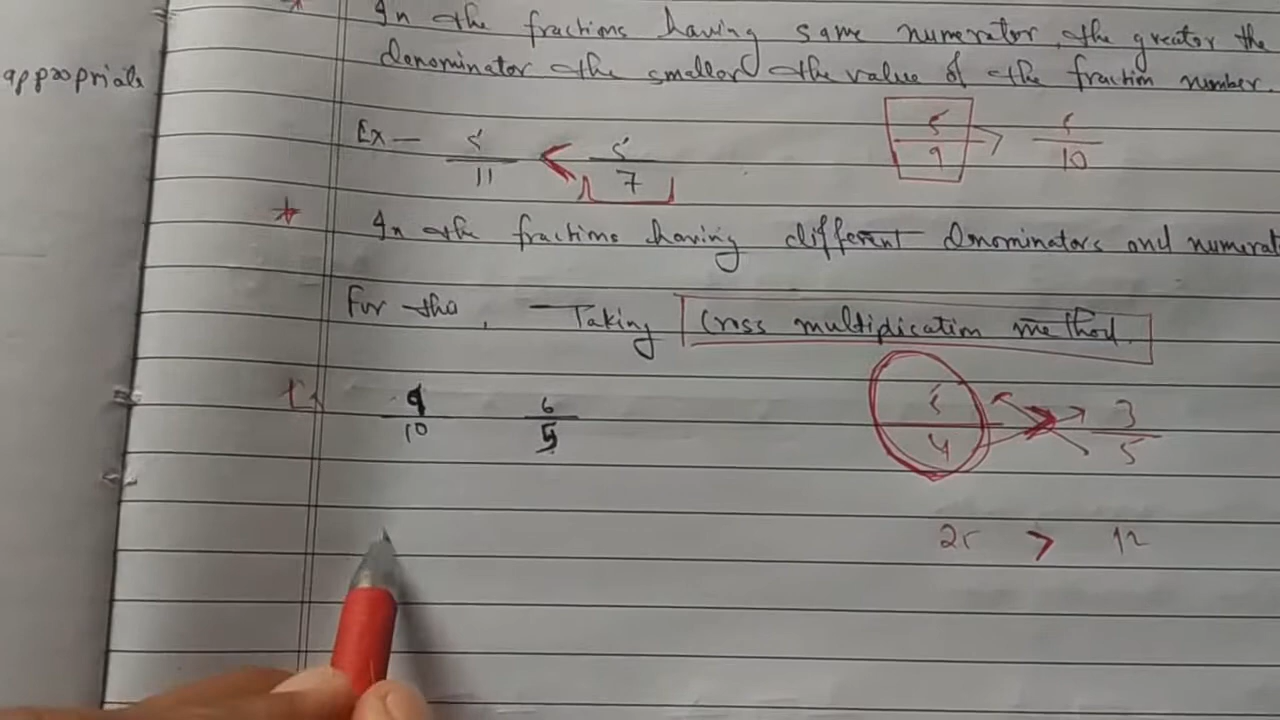 In the fractions having same numerator, the greater the
appropriate
denominator the smaller the value of the fraction number.
Ex — 5/11 < 5/7
5/9 > 5/10
In the fractions having different denominators and numerat
For the , — Taking Cross multiplication method.
9/10 6/5
5/4 > 3/5
25 > 12